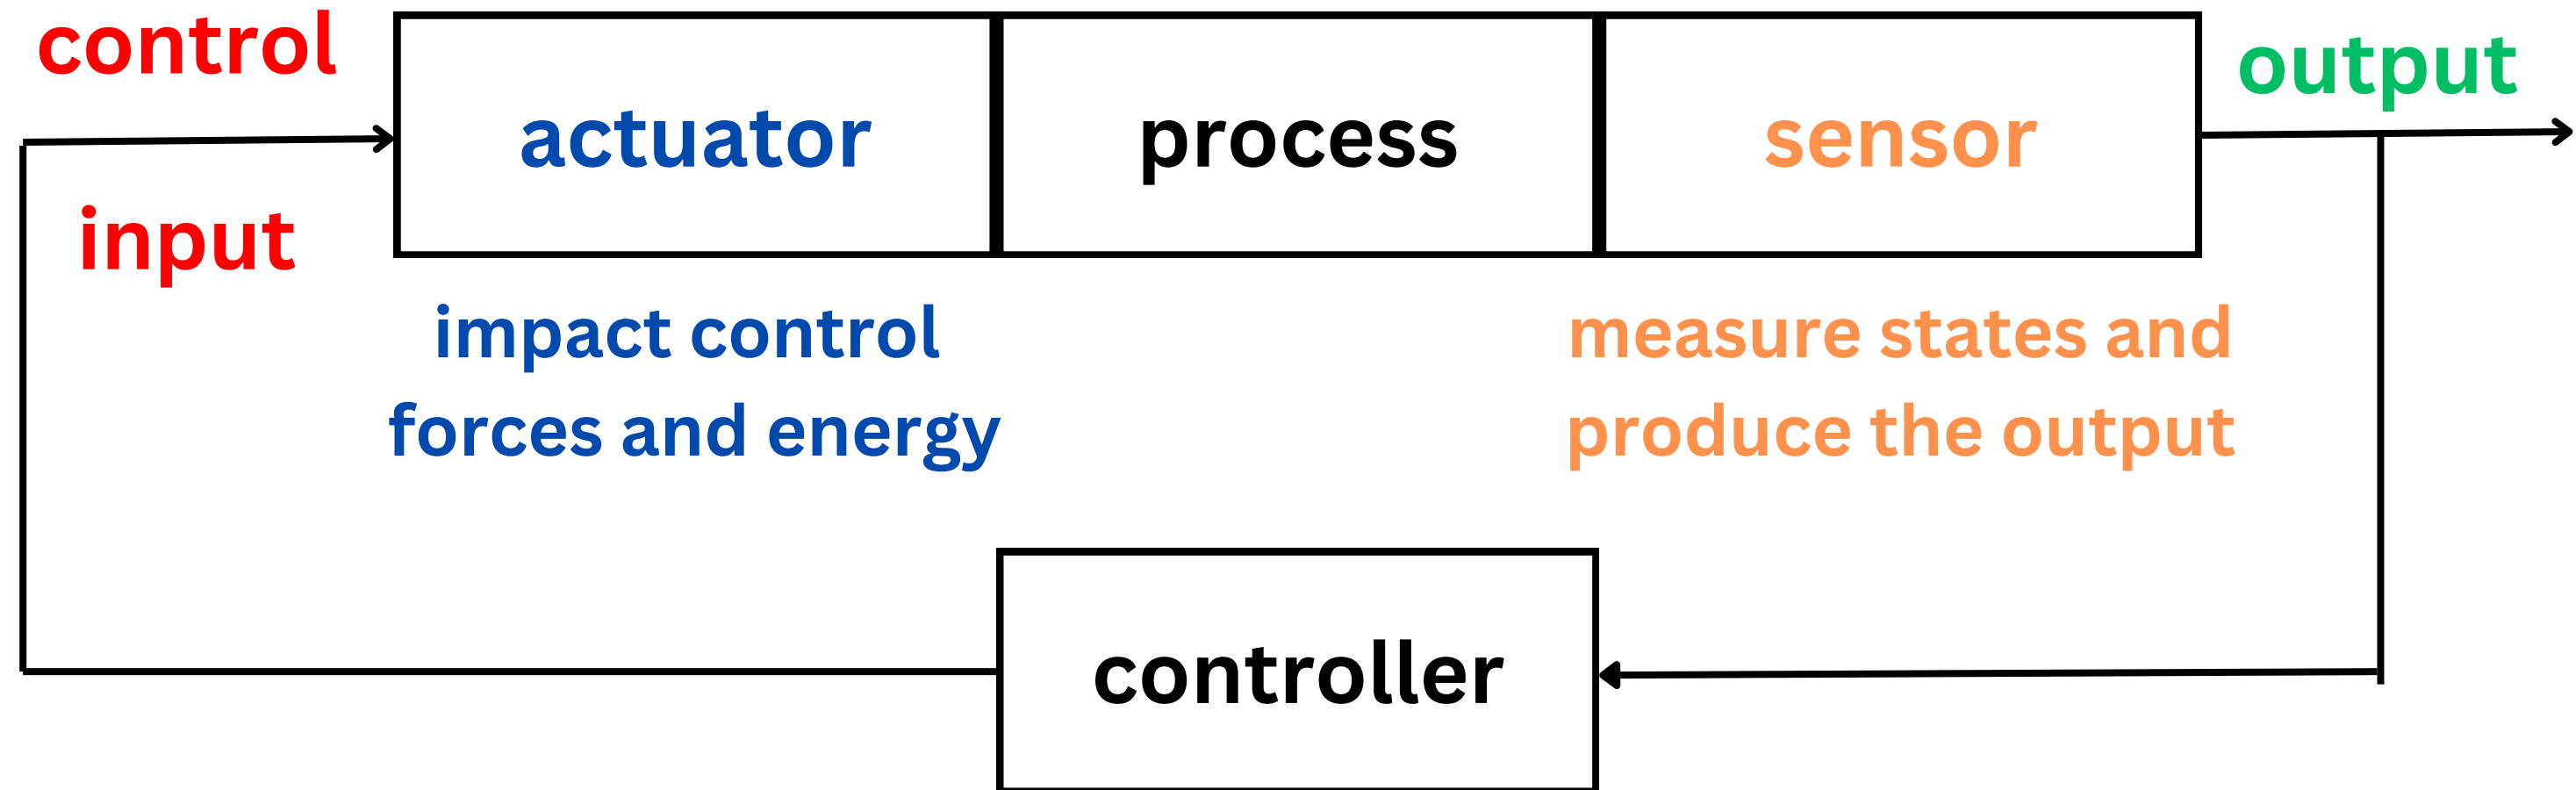 control
input
actuator
process
sensor
output
impact control
forces and energy
measure states and
produce the output
controller